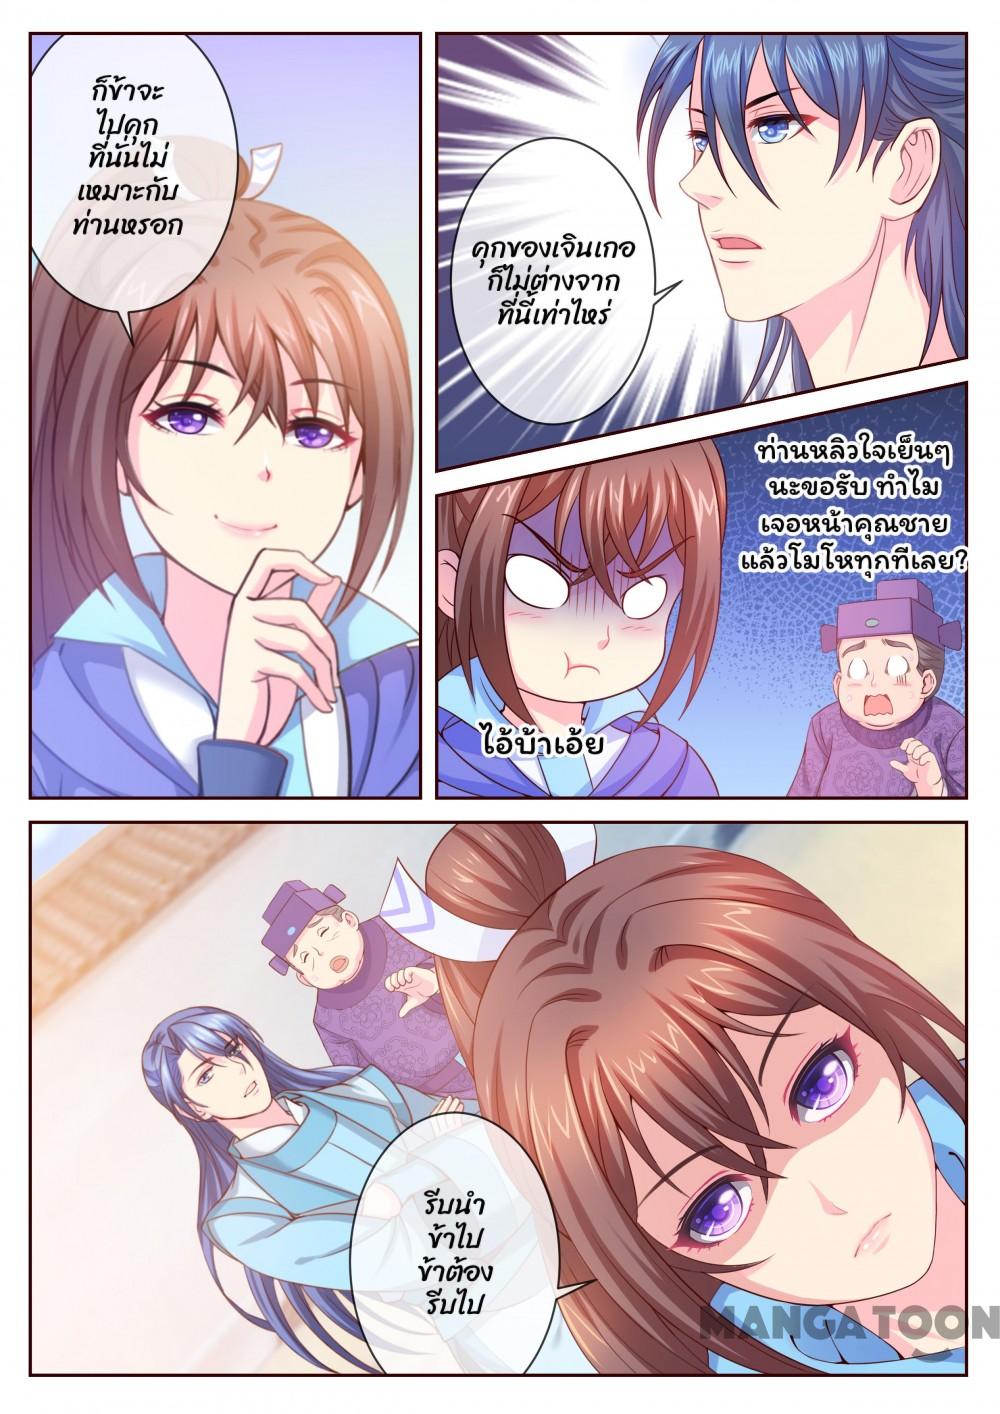 ก็ข้าจะ
ไปคุก
ที่นั่นไม่
เหมาะกับ
ท่านหรอก
คุกของเจินเกอ
ก็ไม่ต่างจาก
ที่นี้เท่าไหร่
ท่านหลิวใจเย็นๆ
นะขอรับ ทำไม
เจอหน้าคุณชาย
แล้วโมโหทุกทีเลย?
ไอ้บ้าเอ้ย
รีบนำ
ข้าไป
ข้าต้อง
รีบไป
MANGATOON